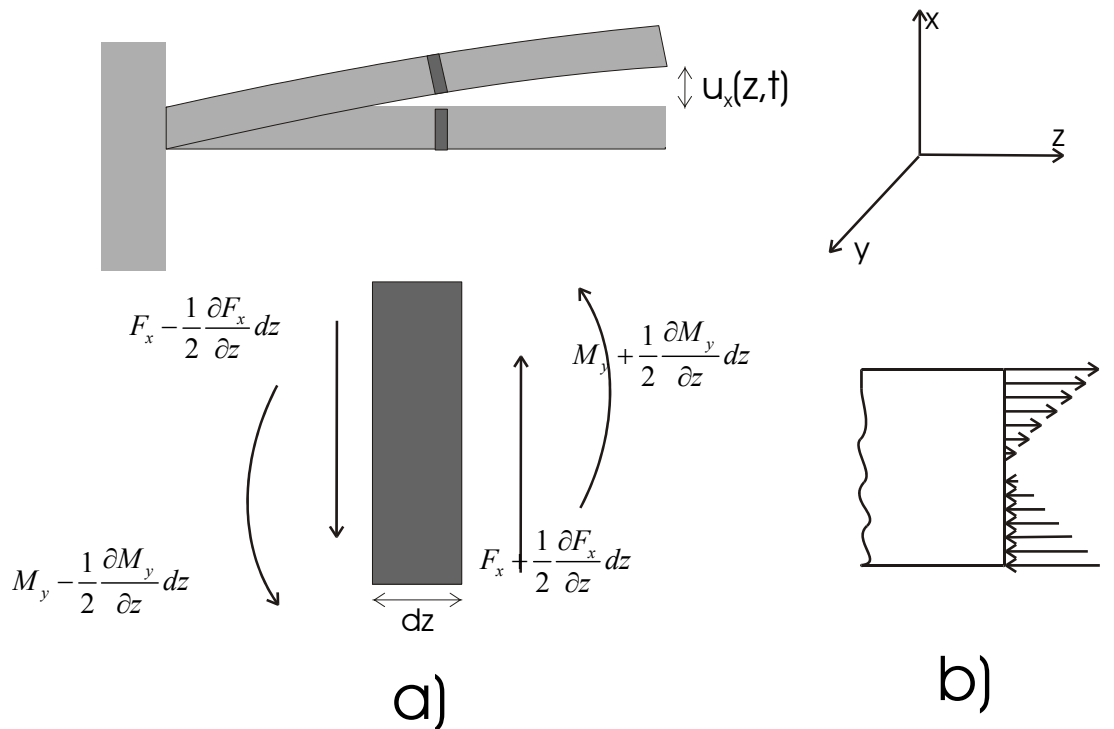 x
u_x(z,t)
z
y
F_x − 1/2 ∂F_x/∂z dz
M_y + 1/2 ∂M_y/∂z dz
F_x + 1/2 ∂F_x/∂z dz
M_y − 1/2 ∂M_y/∂z dz
dz
a)
b)